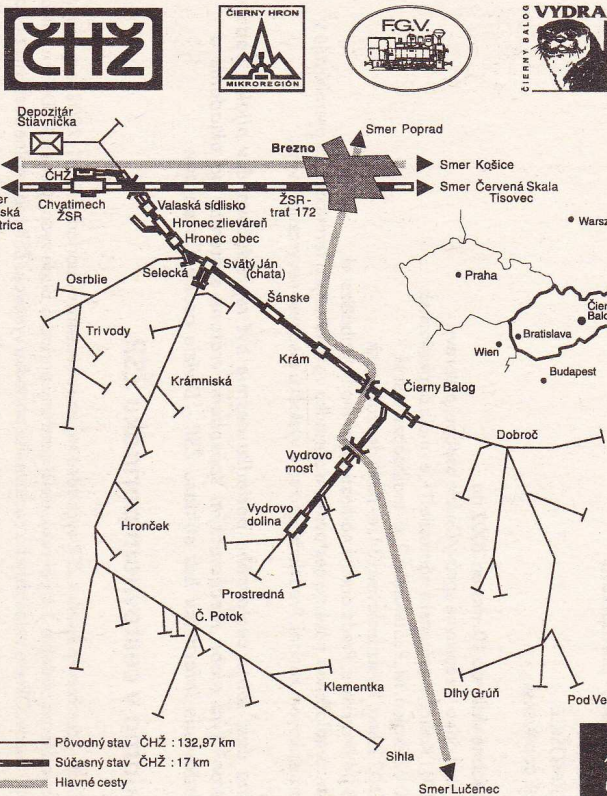 ČHŽ
ČIERNY HRON
MIKROREGIÓN
F.G.V.
VYDRA
ČIERNY BALOG
Depozitár
Štiavnička
Smer Poprad
Brezno
Smer Košice
ČHŽ
Chvatimech
ŽSR
ŽSR -
trať 172
Smer Červená Skala
Tisovec
Valaská sídlisko
Hronec zlieváreň
Hronec obec
Selecká
Svätý Ján
(chata)
Osrblie
Šánske
Tri vody
Krám
Krámniská
Čierny Balog
Praha
Bratislava
Wien
Budapest
Dobroč
Vydrovo
most
Vydrovo
dolina
Hronček
Prostredná
Č. Potok
Klementka
Dlhý Grúň
Sihla
Pôvodný stav ČHŽ : 132,97 km
Súčasný stav ČHŽ : 17 km
Hlavné cesty
Smer Lučenec